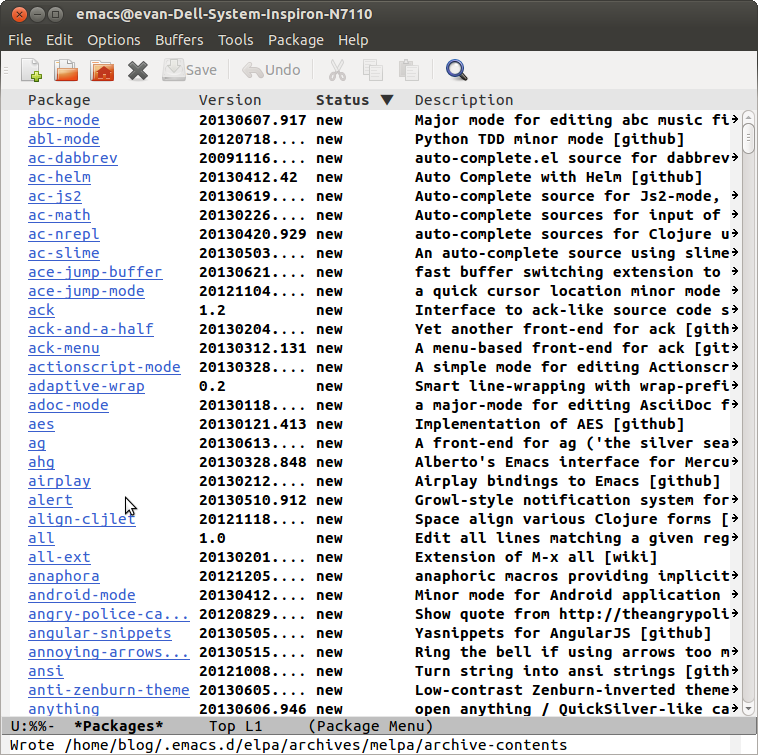 emacs@evan-Dell-System-Inspiron-N7110
File Edit Options Buffers Tools Package Help
Save Undo
Package Version Status ▼ Description
abc-mode 20130607.917 new Major mode for editing abc music fi→
abl-mode 20120718.... new Python TDD minor mode [github]
ac-dabbrev 20091116.... new auto-complete.el source for dabbrev→
ac-helm 20130412.42 new Auto Complete with Helm [github]
ac-js2 20130619.... new Auto-complete source for Js2-mode, →
ac-math 20130226.... new Auto-complete sources for input of →
ac-nrepl 20130420.929 new auto-complete sources for Clojure u→
ac-slime 20130503.... new An auto-complete source using slime→
ace-jump-buffer 20130621.... new fast buffer switching extension to →
ace-jump-mode 20121104.... new a quick cursor location minor mode →
ack 1.2 new Interface to ack-like source code s→
ack-and-a-half 20130204.... new Yet another front-end for ack [gith→
ack-menu 20130312.131 new A menu-based front-end for ack [git→
actionscript-mode 20130328.... new A simple mode for editing Actionscr→
adaptive-wrap 0.2 new Smart line-wrapping with wrap-prefi→
adoc-mode 20130118.... new a major-mode for editing AsciiDoc f→
aes 20130121.413 new Implementation of AES [github]
ag 20130613.... new A front-end for ag ('the silver sea→
ahg 20130328.848 new Alberto's Emacs interface for Mercu→
airplay 20130212.... new Airplay bindings to Emacs [github]
alert 20130510.912 new Growl-style notification system for→
align-cljlet 20121118.... new Space align various Clojure forms [→
all 1.0 new Edit all lines matching a given reg→
all-ext 20130201.... new Extension of M-x all [wiki]
anaphora 20121205.... new anaphoric macros providing implicit→
android-mode 20130412.... new Minor mode for Android application →
angry-police-ca... 20120829.... new Show quote from http://theangrypoli→
angular-snippets 20130505.... new Yasnippets for AngularJS [github]
annoying-arrows... 20130515.... new Ring the bell if using arrows too m→
ansi 20121008.... new Turn string into ansi strings [gith→
anti-zenburn-theme 20130605.... new Low-contrast Zenburn-inverted theme→
anything 20130606.946 new open anything / QuickSilver-like ca→
U:%%- *Packages* Top L1 (Package Menu)
Wrote /home/blog/.emacs.d/elpa/archives/melpa/archive-contents